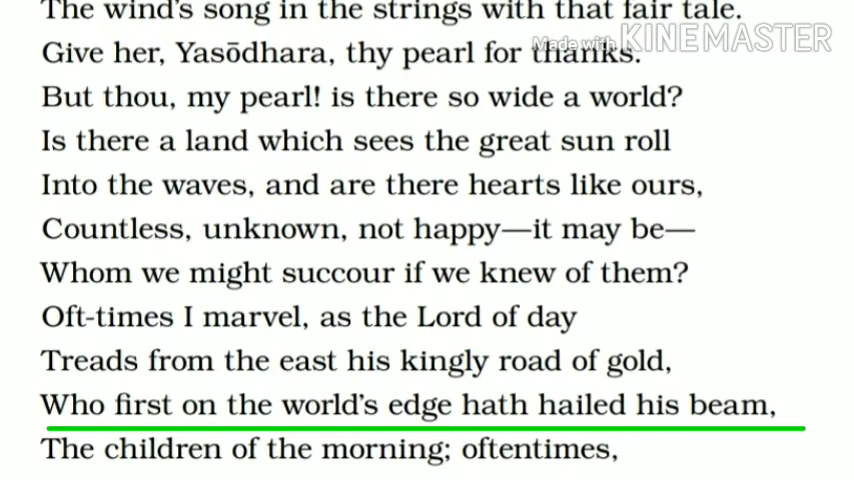 The wind's song in the strings with that fair tale.
Give her, Yasōdhara, thy pearl for thanks.
Made with KINEMASTER
But thou, my pearl! is there so wide a world?
Is there a land which sees the great sun roll
Into the waves, and are there hearts like ours,
Countless, unknown, not happy—it may be—
Whom we might succour if we knew of them?
Oft-times I marvel, as the Lord of day
Treads from the east his kingly road of gold,
Who first on the world's edge hath hailed his beam,
The children of the morning; oftentimes,